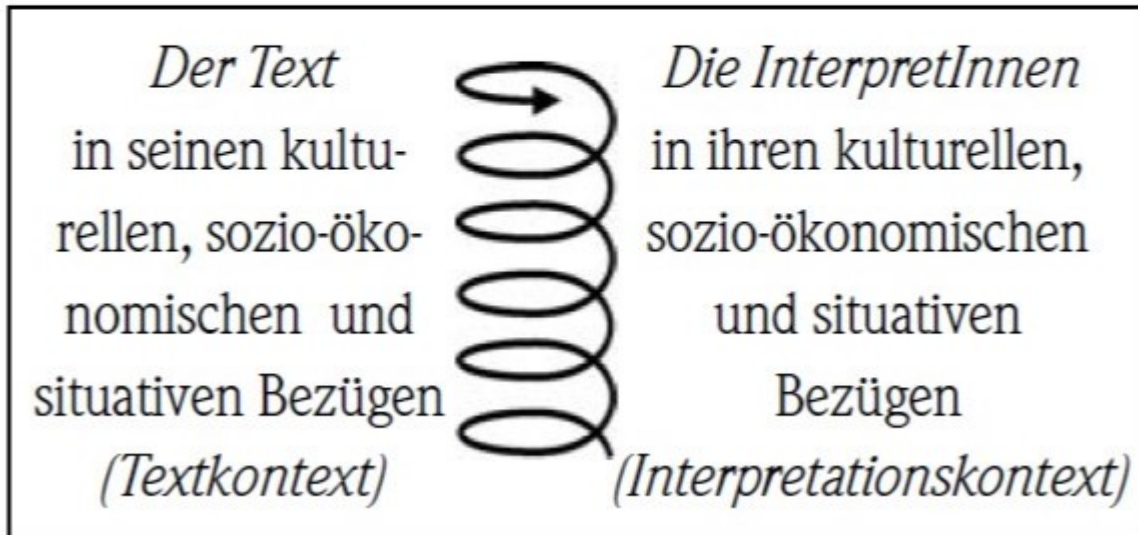 Der Text
in seinen kultu-
rellen, sozio-öko-
nomischen und
situativen Bezügen
(Textkontext)
Die InterpretInnen
in ihren kulturellen,
sozio-ökonomischen
und situativen
Bezügen
(Interpretationskontext)